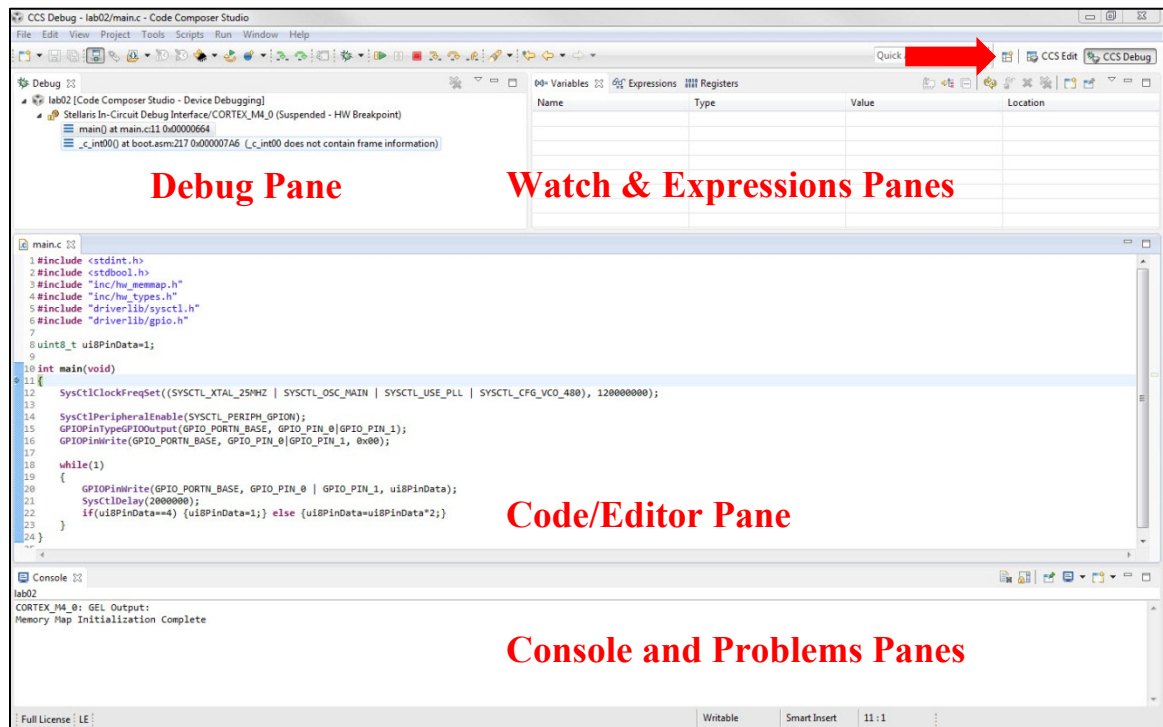 CCS Debug - lab02/main.c - Code Composer Studio
File Edit View Project Tools Scripts Run Window Help
Quick
CCS Edit
CCS Debug
Debug
lab02 [Code Composer Studio - Device Debugging]
Stellaris In-Circuit Debug Interface/CORTEX_M4_0 (Suspended - HW Breakpoint)
main() at main.c:11 0x00000664
_c_int00() at boot.asm:217 0x000007A6 (_c_int00 does not contain frame information)
Debug Pane
(x)= Variables
Expressions
Registers
Name Type Value Location
Watch & Expressions Panes
main.c
1 #include <stdint.h>
2 #include <stdbool.h>
3 #include "inc/hw_memmap.h"
4 #include "inc/hw_types.h"
5 #include "driverlib/sysctl.h"
6 #include "driverlib/gpio.h"
7
8 uint8_t ui8PinData=1;
9
10 int main(void)
11 {
12 SysCtlClockFreqSet((SYSCTL_XTAL_25MHZ | SYSCTL_OSC_MAIN | SYSCTL_USE_PLL | SYSCTL_CFG_VCO_480), 120000000);
13
14 SysCtlPeripheralEnable(SYSCTL_PERIPH_GPION);
15 GPIOPinTypeGPIOOutput(GPIO_PORTN_BASE, GPIO_PIN_0|GPIO_PIN_1);
16 GPIOPinWrite(GPIO_PORTN_BASE, GPIO_PIN_0|GPIO_PIN_1, 0x00);
17
18 while(1)
19 {
20 GPIOPinWrite(GPIO_PORTN_BASE, GPIO_PIN_0 | GPIO_PIN_1, ui8PinData);
21 SysCtlDelay(2000000);
22 if(ui8PinData==4) {ui8PinData=1;} else {ui8PinData=ui8PinData*2;}
23 }
24 }
Code/Editor Pane
Console
lab02
CORTEX_M4_0: GEL Output:
Memory Map Initialization Complete
Console and Problems Panes
Full License LE Writable Smart Insert 11 : 1